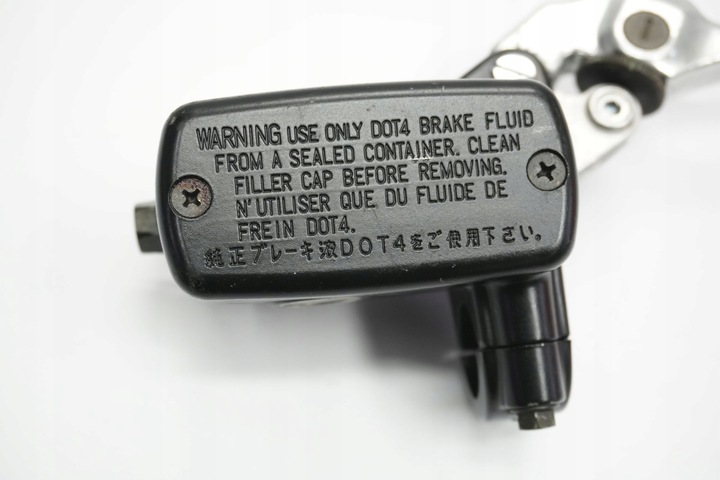 WARNING USE ONLY DOT4 BRAKE FLUID
FROM A SEALED CONTAINER. CLEAN
FILLER CAP BEFORE REMOVING.
N'UTILISER QUE DU FLUIDE DE
FREIN DOT4.
純正ブレーキ液DOT4をご使用下さい。